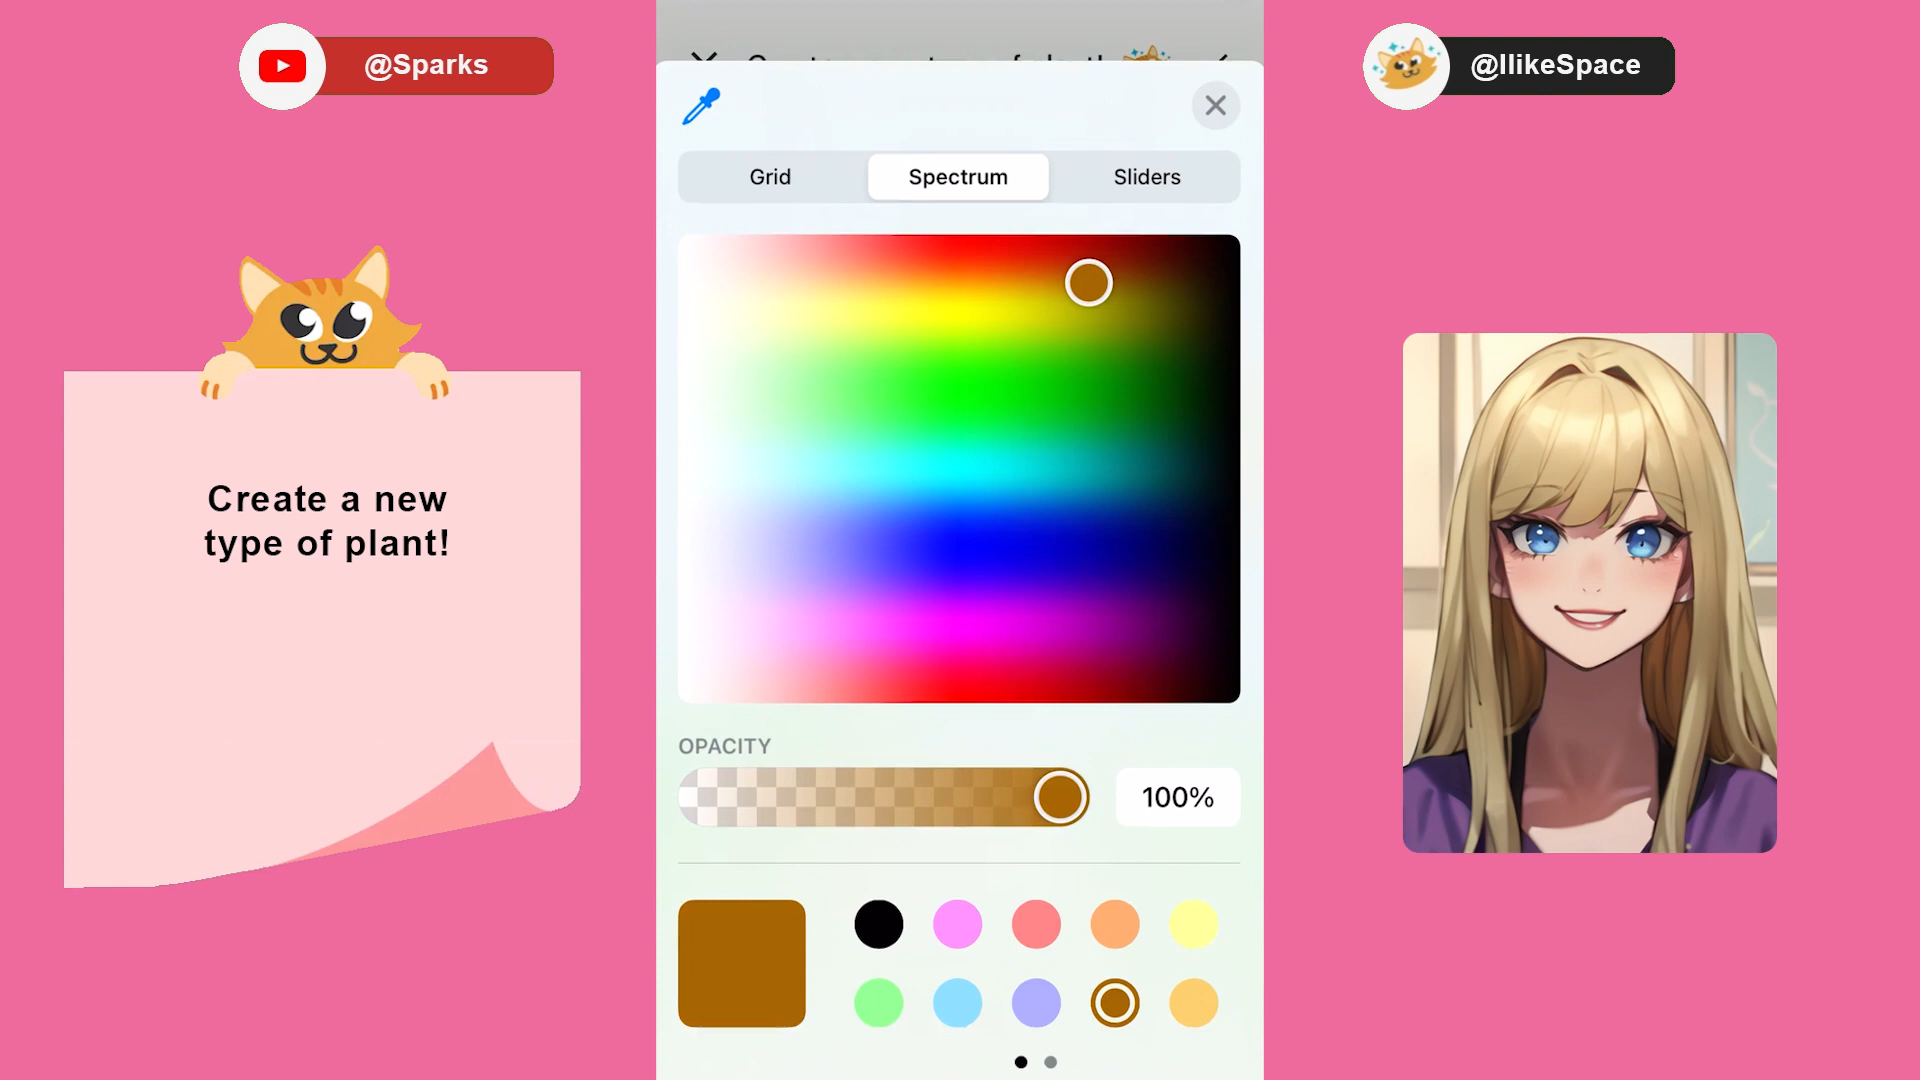 @Sparks
@IlikeSpace
Grid
Spectrum
Sliders
Create a new
type of plant!
OPACITY
100%